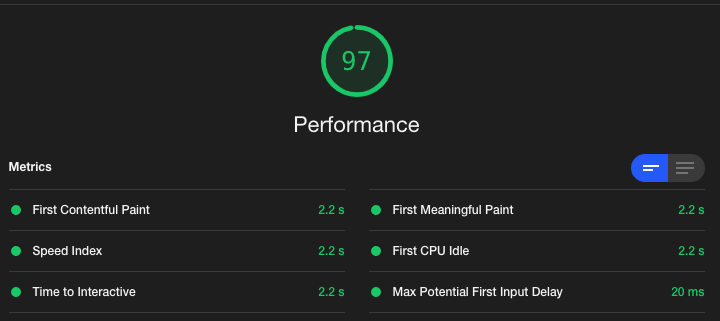 97
Performance
Metrics
First Contentful Paint 2.2 s
First Meaningful Paint 2.2 s
Speed Index 2.2 s
First CPU Idle 2.2 s
Time to Interactive 2.2 s
Max Potential First Input Delay 20 ms